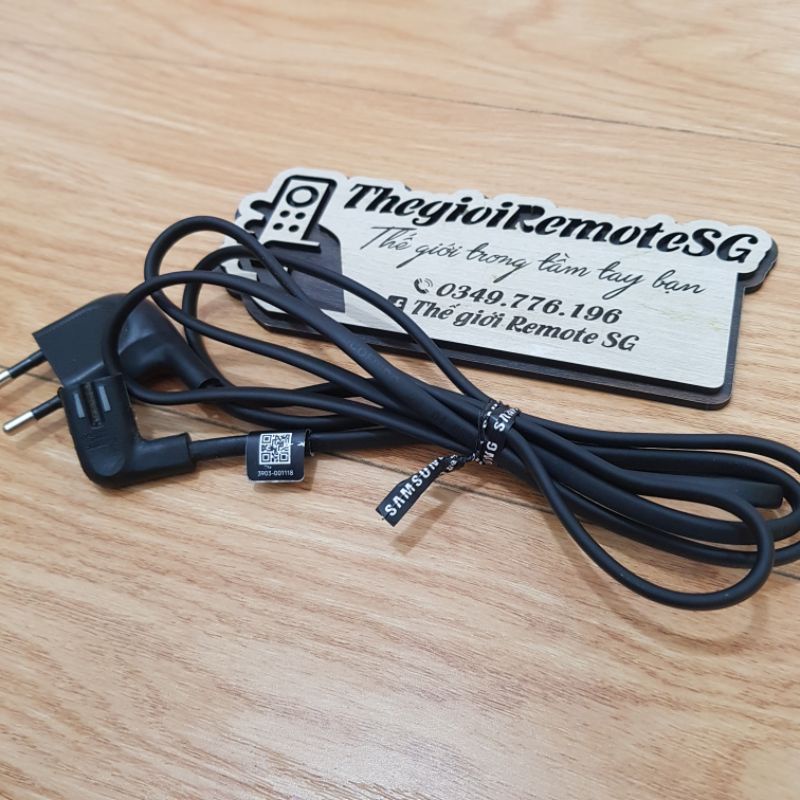 ThegioiRemoteSG
Thế giới trong tầm tay bạn
0349.776.196
Thế giới Remote SG
3903-001118
SAMSUNG